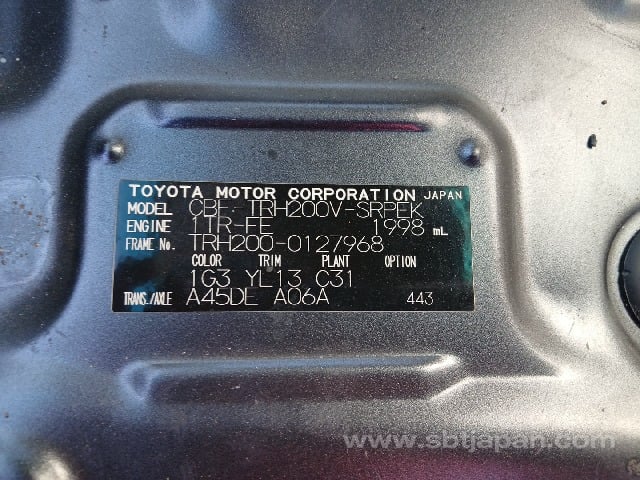 TOYOTA MOTOR CORPORATION JAPAN
MODEL CBF-TRH200V-SRPEK
ENGINE 1TR-FE 1998 mL
FRAME No. TRH200-0127968
COLOR TRIM PLANT OPTION
1G3 YL13 C31
TRANS./AXLE A45DE A06A 443
www.sbtjapan.com